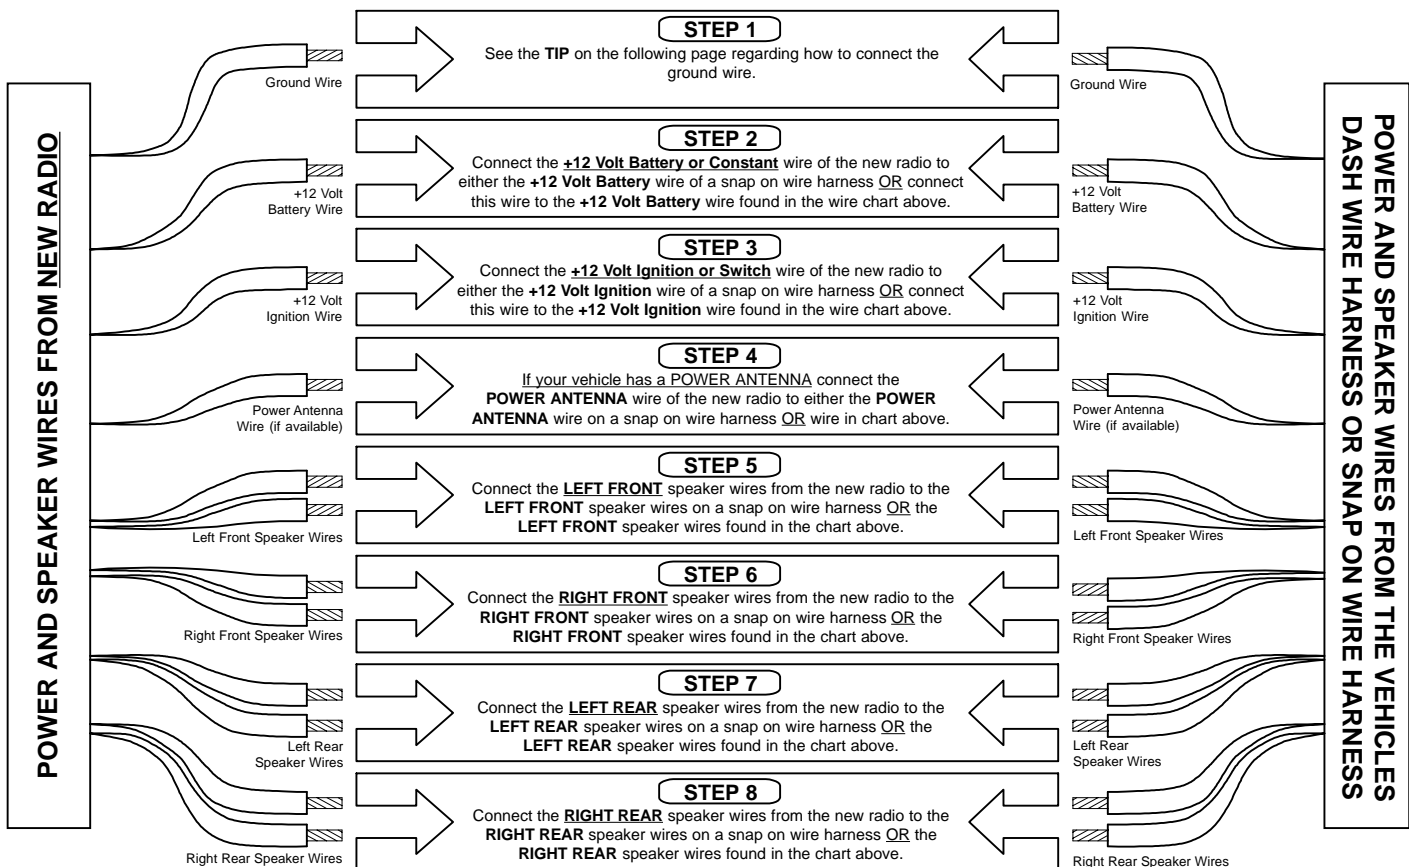 POWER AND SPEAKER WIRES FROM NEW RADIO
STEP 1
See the TIP on the following page regarding how to connect the
ground wire.
Ground Wire
Ground Wire
STEP 2
Connect the +12 Volt Battery or Constant wire of the new radio to
either the +12 Volt Battery wire of a snap on wire harness OR connect
this wire to the +12 Volt Battery wire found in the wire chart above.
+12 Volt
Battery Wire
+12 Volt
Battery Wire
STEP 3
Connect the +12 Volt Ignition or Switch wire of the new radio to
either the +12 Volt Ignition wire of a snap on wire harness OR connect
this wire to the +12 Volt Ignition wire found in the wire chart above.
+12 Volt
Ignition Wire
+12 Volt
Ignition Wire
STEP 4
If your vehicle has a POWER ANTENNA connect the
POWER ANTENNA wire of the new radio to either the POWER
ANTENNA wire on a snap on wire harness OR wire in chart above.
Power Antenna
Wire (if available)
Power Antenna
Wire (if available)
STEP 5
Connect the LEFT FRONT speaker wires from the new radio to the
LEFT FRONT speaker wires on a snap on wire harness OR the
LEFT FRONT speaker wires found in the chart above.
Left Front Speaker Wires
Left Front Speaker Wires
STEP 6
Connect the RIGHT FRONT speaker wires from the new radio to the
RIGHT FRONT speaker wires on a snap on wire harness OR the
RIGHT FRONT speaker wires found in the chart above.
Right Front Speaker Wires
Right Front Speaker Wires
STEP 7
Connect the LEFT REAR speaker wires from the new radio to the
LEFT REAR speaker wires on a snap on wire harness OR the
LEFT REAR speaker wires found in the chart above.
Left Rear
Speaker Wires
Left Rear
Speaker Wires
STEP 8
Connect the RIGHT REAR speaker wires from the new radio to the
RIGHT REAR speaker wires on a snap on wire harness OR the
RIGHT REAR speaker wires found in the chart above.
Right Rear Speaker Wires
Right Rear Speaker Wires
POWER AND SPEAKER WIRES FROM THE VEHICLES
DASH WIRE HARNESS OR SNAP ON WIRE HARNESS